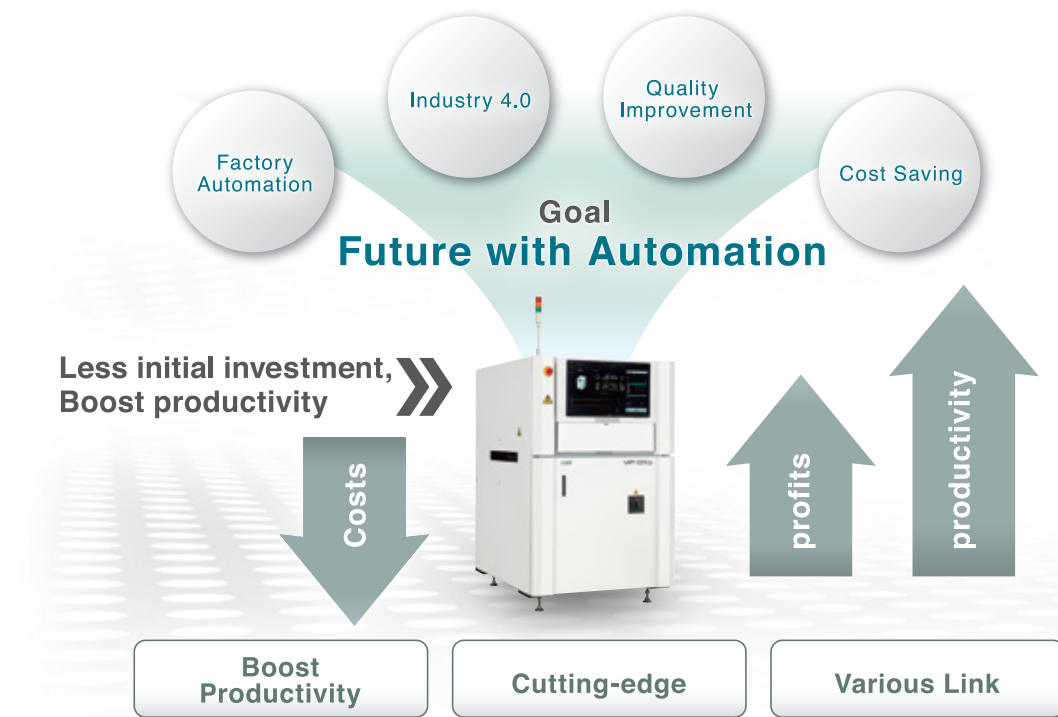 Industry 4.0
Quality
Improvement
Factory
Automation
Cost Saving
Goal
Future with Automation
Less initial investment,
Boost productivity
Costs
profits
productivity
Boost
Productivity
Cutting-edge
Various Link